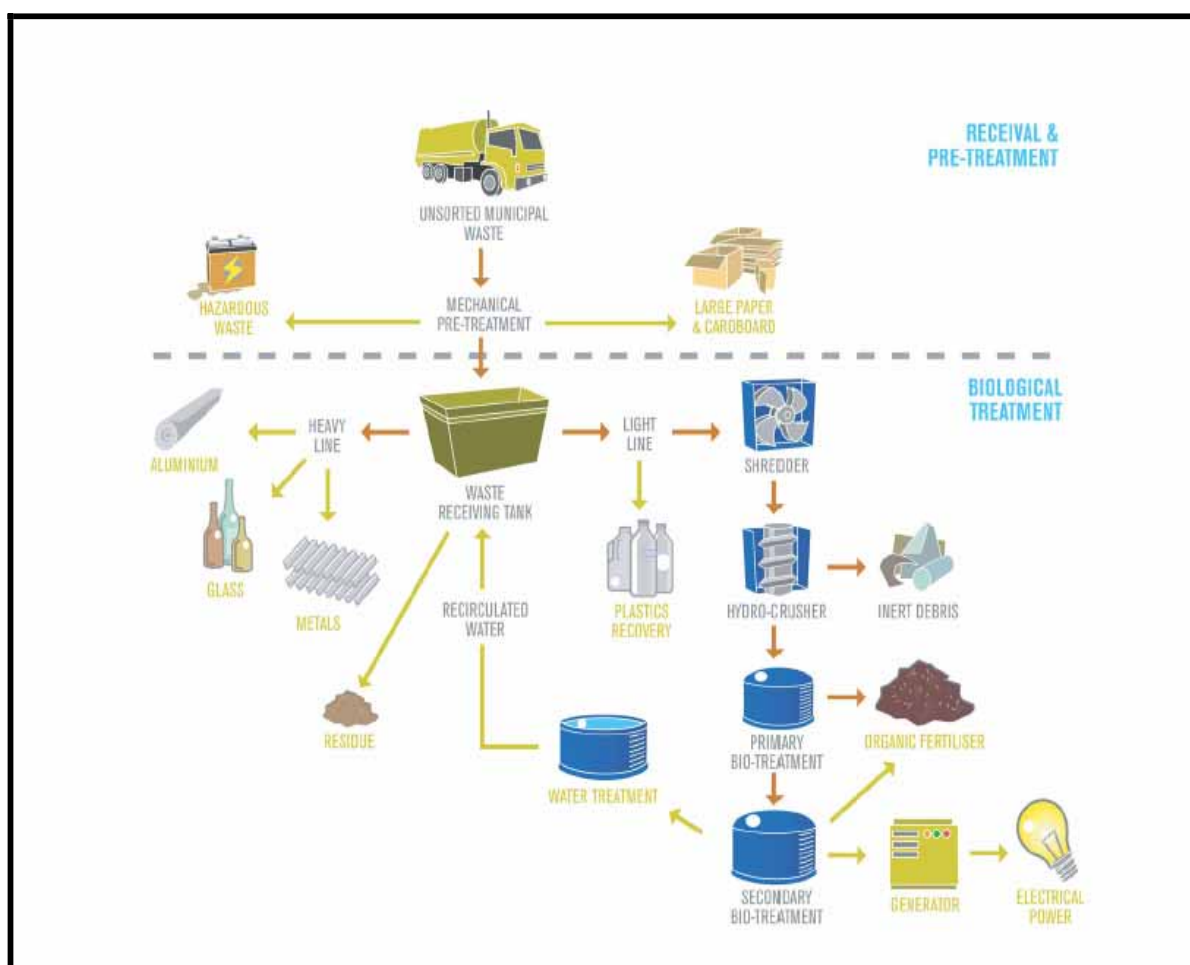 RECEIVAL &
PRE-TREATMENT
UNSORTED MUNICIPAL
WASTE
HAZARDOUS
WASTE
MECHANICAL
PRE-TREATMENT
LARGE PAPER
& CARDBOARD
BIOLOGICAL
TREATMENT
ALUMINIUM
HEAVY
LINE
LIGHT
LINE
SHREDDER
WASTE
RECEIVING TANK
GLASS
METALS
RECIRCULATED
WATER
PLASTICS
RECOVERY
HYDRO-CRUSHER
INERT DEBRIS
RESIDUE
WATER TREATMENT
PRIMARY
BIO-TREATMENT
ORGANIC FERTILISER
SECONDARY
BIO-TREATMENT
GENERATOR
ELECTRICAL
POWER